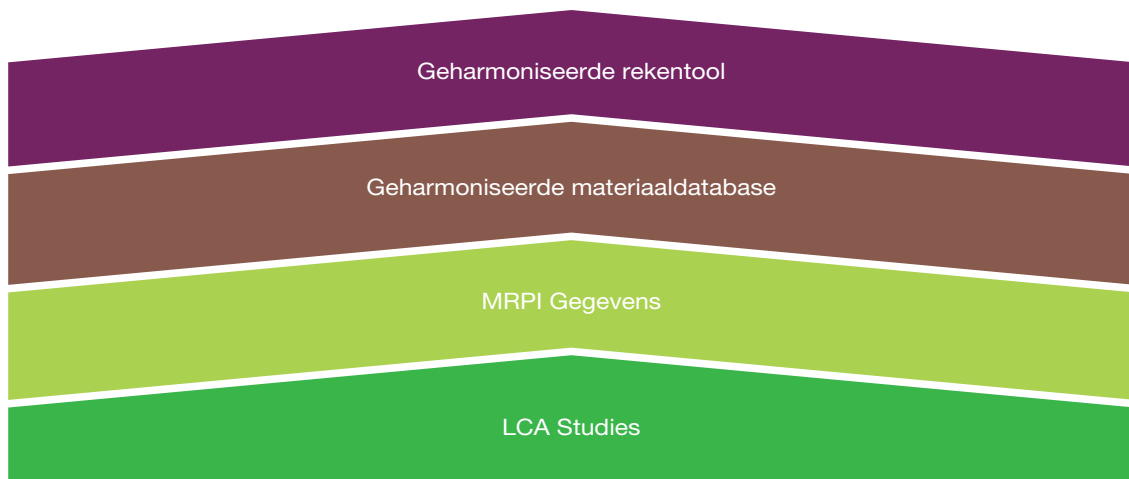 Geharmoniseerde rekentool
Geharmoniseerde materiaaldatabase
MRPI Gegevens
LCA Studies